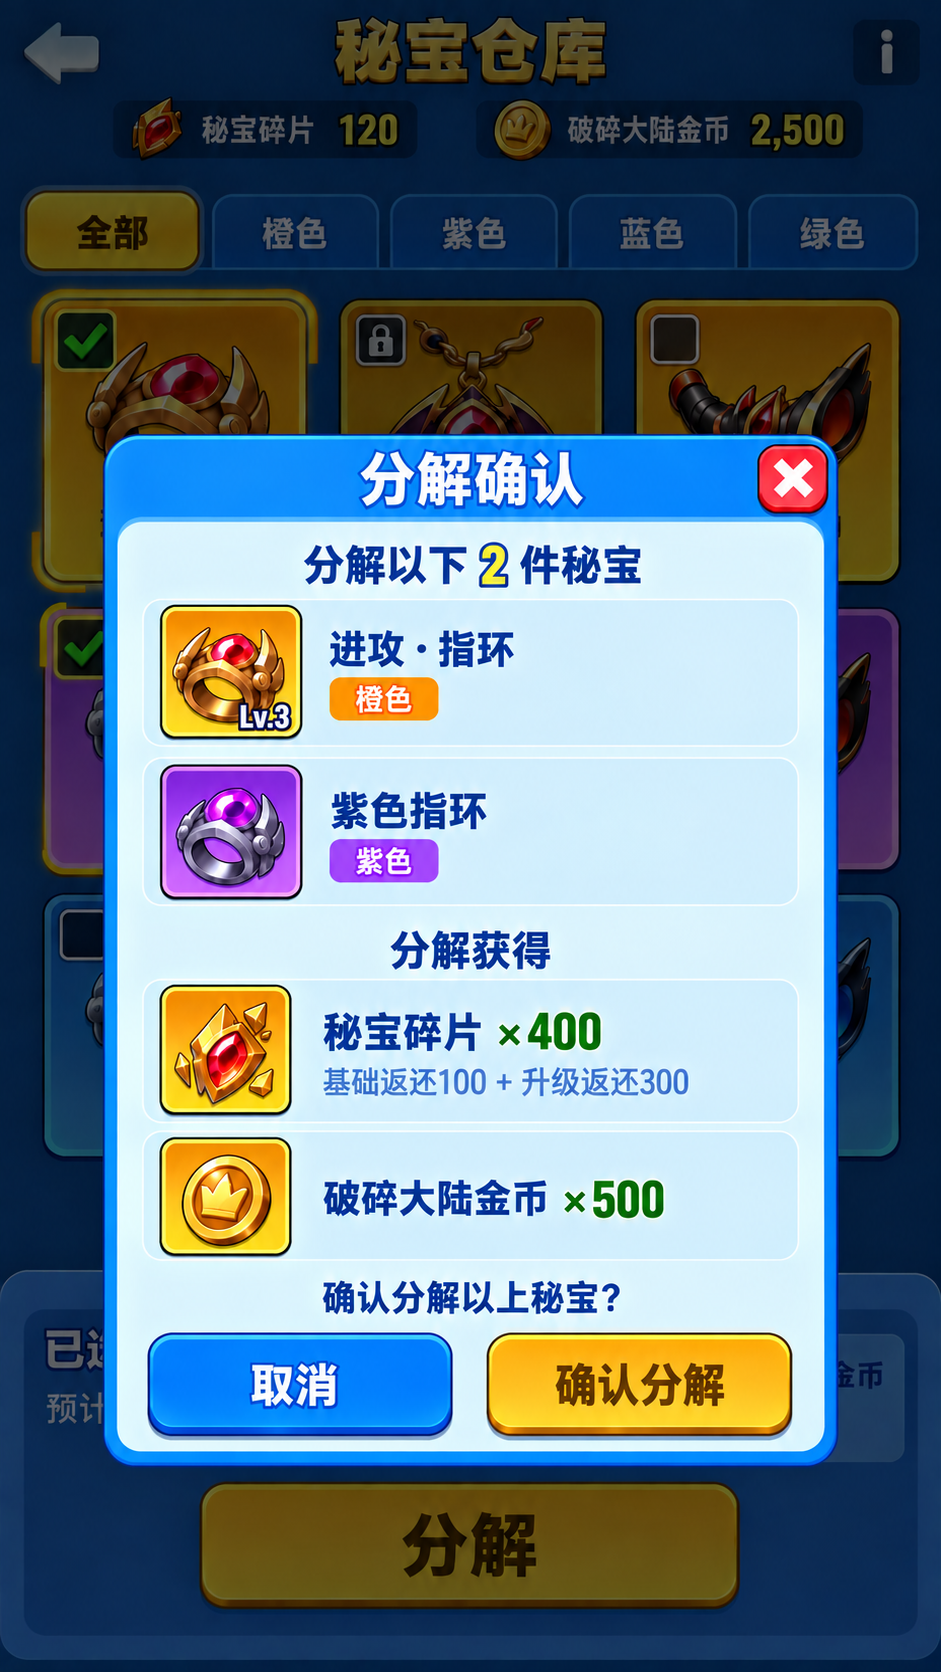 秘宝仓库
秘宝碎片 120
破碎大陆金币 2,500
全部
橙色
紫色
蓝色
绿色
分解确认
分解以下 2 件秘宝
Lv.3
进攻·指环
橙色
紫色指环
紫色
分解获得
秘宝碎片 ×400
基础返还100 + 升级返还300
破碎大陆金币 ×500
确认分解以上秘宝?
取消
确认分解
已
预计
金币
分解